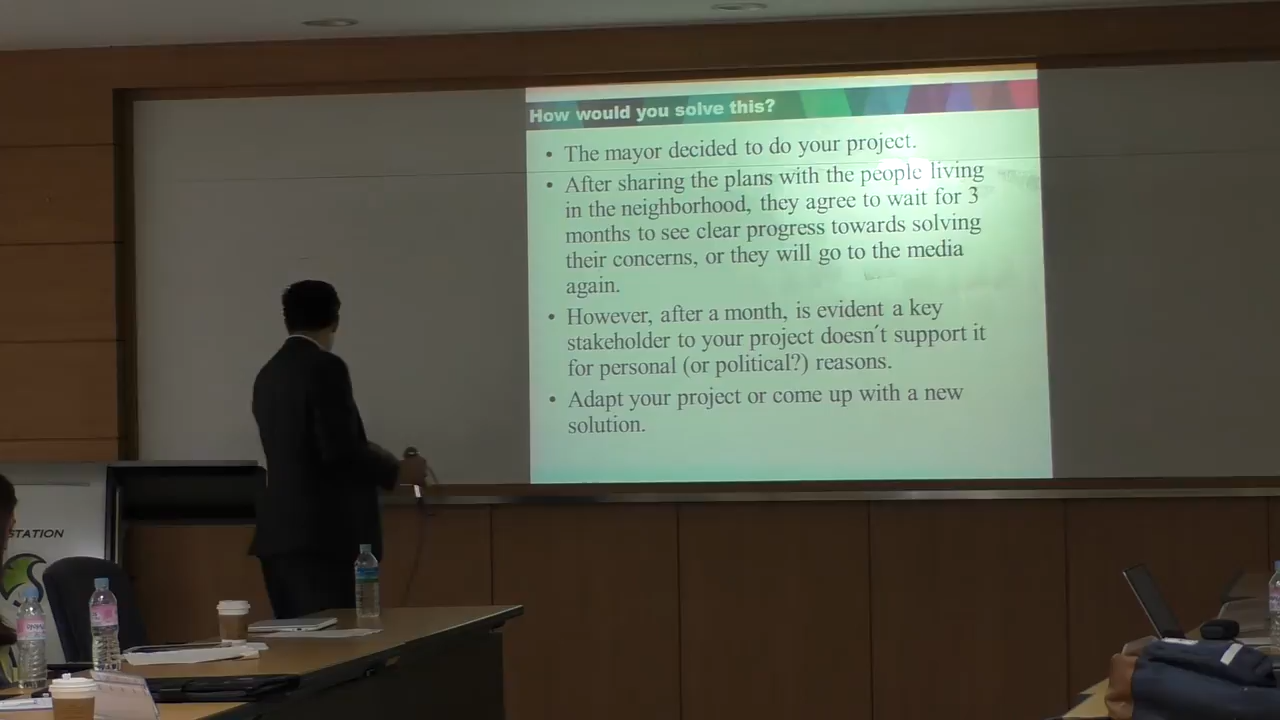 How would you solve this?
• The mayor decided to do your project.
• After sharing the plans with the people living
in the neighborhood, they agree to wait for 3
months to see clear progress towards solving
their concerns, or they will go to the media
again.
• However, after a month, is evident a key
stakeholder to your project doesn´t support it
for personal (or political?) reasons.
• Adapt your project or come up with a new
solution.
STATION